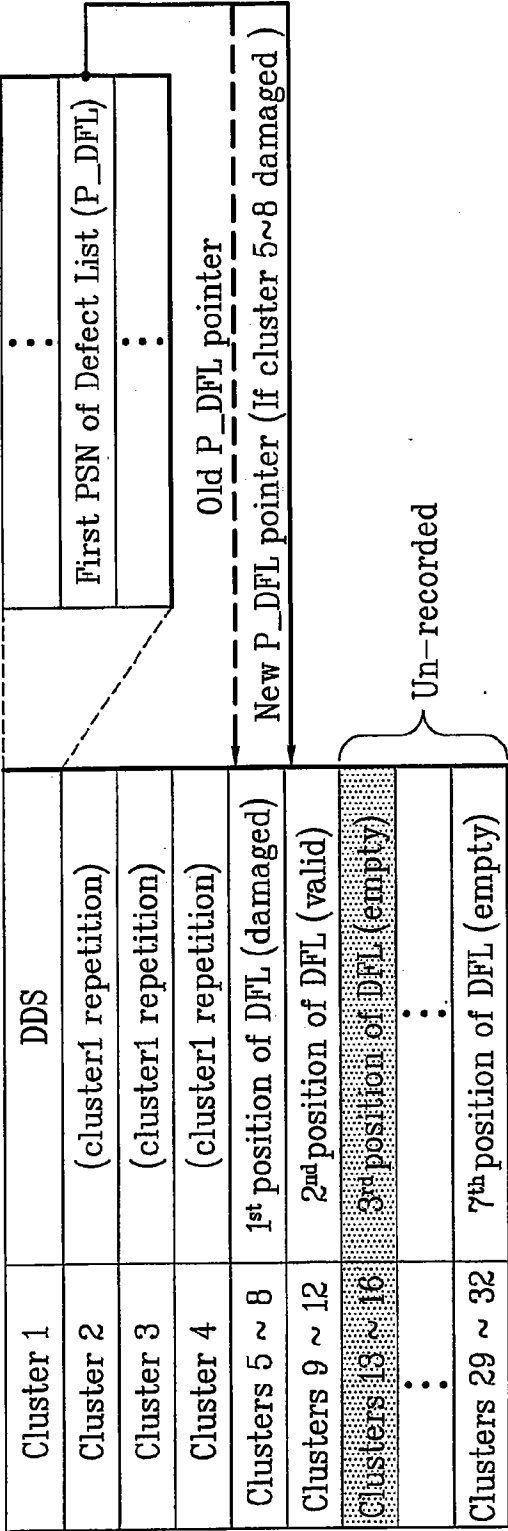 Cluster 1 DDS
Cluster 2 (cluster1 repetition)
Cluster 3 (cluster1 repetition)
Cluster 4 (cluster1 repetition)
Clusters 5 ~ 8 1st position of DFL (damaged)
Clusters 9 ~ 12 2nd position of DFL (valid)
Clusters 13 ~ 16 3rd position of DFL (empty)
Clusters 29 ~ 32 7th position of DFL (empty)
First PSN of Defect List (P_DFL)
Old P_DFL pointer
New P_DFL pointer (If cluster 5~8 damaged )
Un-recorded